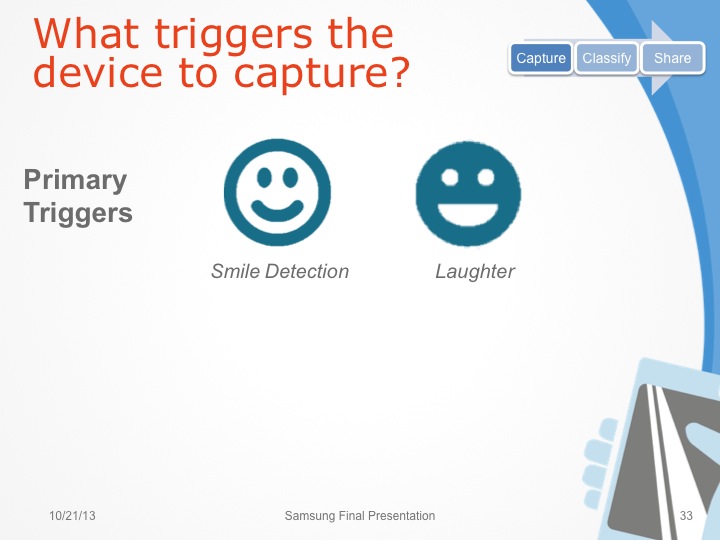 What triggers the
device to capture?
Capture Classify Share
Primary
Triggers
Smile Detection Laughter
10/21/13 Samsung Final Presentation 33